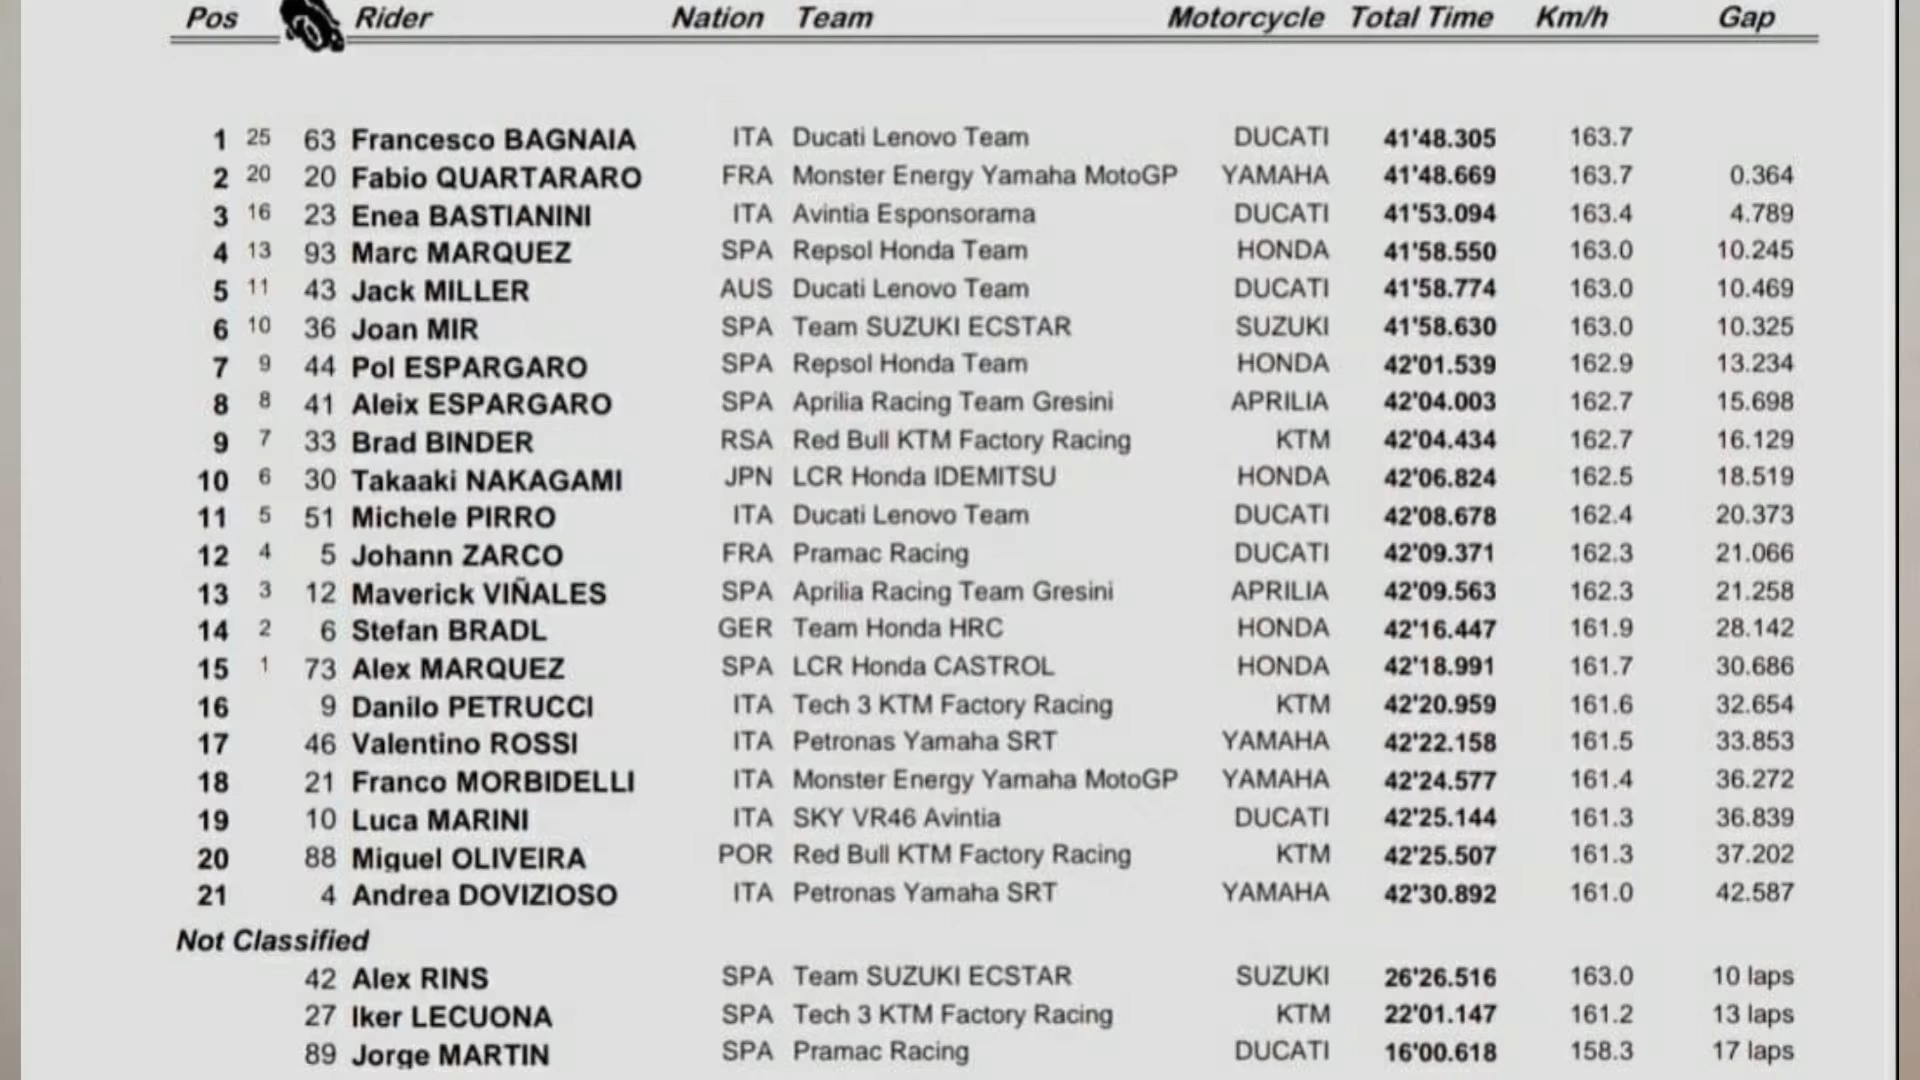 Pos Rider Nation Team Motorcycle Total Time Km/h Gap
1 25 63 Francesco BAGNAIA ITA Ducati Lenovo Team DUCATI 41'48.305 163.7
2 20 20 Fabio QUARTARARO FRA Monster Energy Yamaha MotoGP YAMAHA 41'48.669 163.7 0.364
3 16 23 Enea BASTIANINI ITA Avintia Esponsorama DUCATI 41'53.094 163.4 4.789
4 13 93 Marc MARQUEZ SPA Repsol Honda Team HONDA 41'58.550 163.0 10.245
5 11 43 Jack MILLER AUS Ducati Lenovo Team DUCATI 41'58.774 163.0 10.469
6 10 36 Joan MIR SPA Team SUZUKI ECSTAR SUZUKI 41'58.630 163.0 10.325
7 9 44 Pol ESPARGARO SPA Repsol Honda Team HONDA 42'01.539 162.9 13.234
8 8 41 Aleix ESPARGARO SPA Aprilia Racing Team Gresini APRILIA 42'04.003 162.7 15.698
9 7 33 Brad BINDER RSA Red Bull KTM Factory Racing KTM 42'04.434 162.7 16.129
10 6 30 Takaaki NAKAGAMI JPN LCR Honda IDEMITSU HONDA 42'06.824 162.5 18.519
11 5 51 Michele PIRRO ITA Ducati Lenovo Team DUCATI 42'08.678 162.4 20.373
12 4 5 Johann ZARCO FRA Pramac Racing DUCATI 42'09.371 162.3 21.066
13 3 12 Maverick VIÑALES SPA Aprilia Racing Team Gresini APRILIA 42'09.563 162.3 21.258
14 2 6 Stefan BRADL GER Team Honda HRC HONDA 42'16.447 161.9 28.142
15 1 73 Alex MARQUEZ SPA LCR Honda CASTROL HONDA 42'18.991 161.7 30.686
16 9 Danilo PETRUCCI ITA Tech 3 KTM Factory Racing KTM 42'20.959 161.6 32.654
17 46 Valentino ROSSI ITA Petronas Yamaha SRT YAMAHA 42'22.158 161.5 33.853
18 21 Franco MORBIDELLI ITA Monster Energy Yamaha MotoGP YAMAHA 42'24.577 161.4 36.272
19 10 Luca MARINI ITA SKY VR46 Avintia DUCATI 42'25.144 161.3 36.839
20 88 Miguel OLIVEIRA POR Red Bull KTM Factory Racing KTM 42'25.507 161.3 37.202
21 4 Andrea DOVIZIOSO ITA Petronas Yamaha SRT YAMAHA 42'30.892 161.0 42.587
Not Classified
42 Alex RINS SPA Team SUZUKI ECSTAR SUZUKI 26'26.516 163.0 10 laps
27 Iker LECUONA SPA Tech 3 KTM Factory Racing KTM 22'01.147 161.2 13 laps
89 Jorge MARTIN SPA Pramac Racing DUCATI 16'00.618 158.3 17 laps